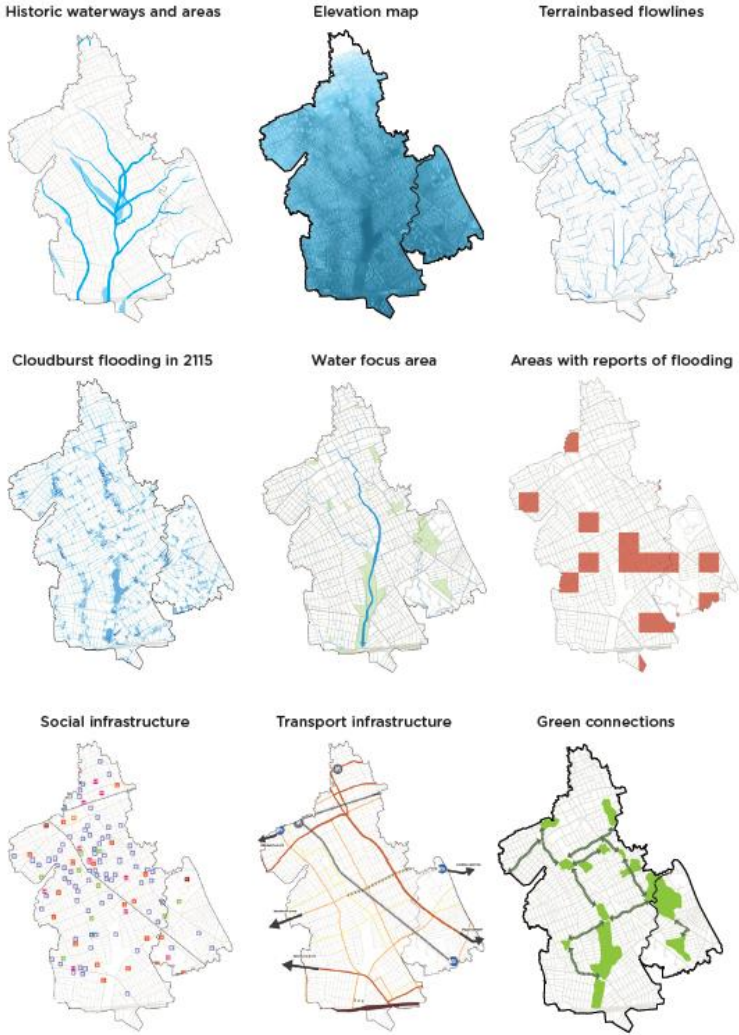 Historic waterways and areas
Elevation map
Terrainbased flowlines
Cloudburst flooding in 2115
Water focus area
Areas with reports of flooding
Social infrastructure
Transport infrastructure
Green connections